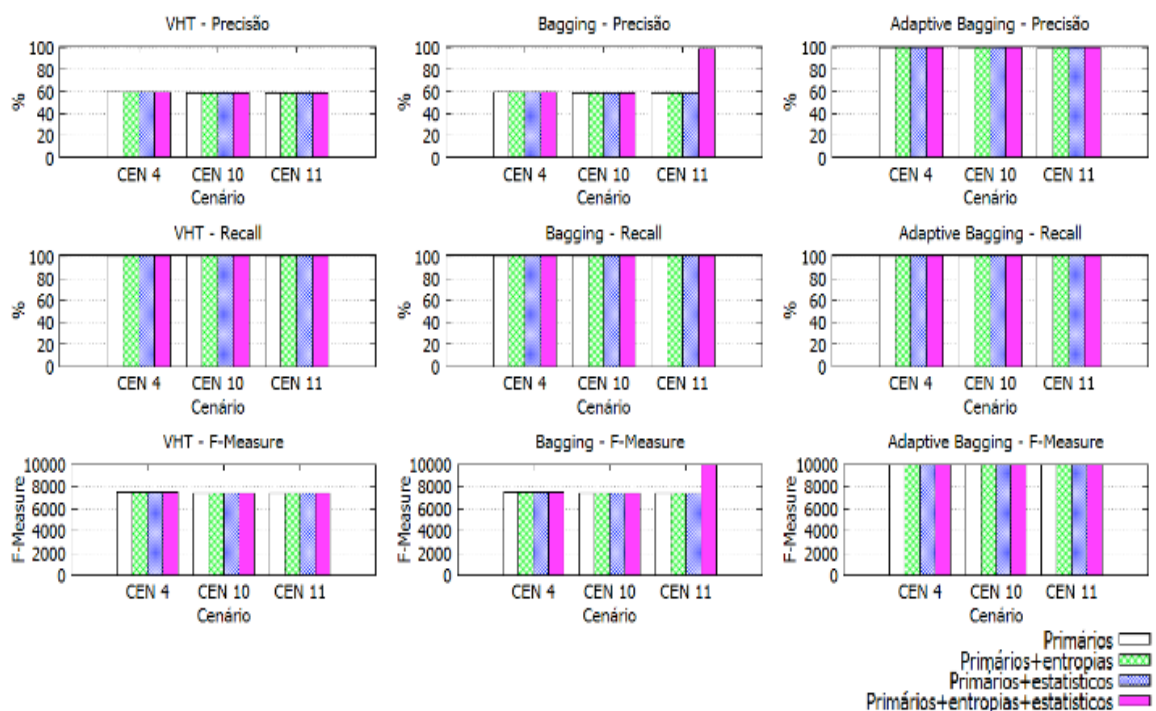 VHT - Precisão
Bagging - Precisão
Adaptive Bagging - Precisão
100
80
60
40
20
0
%
CEN 4 CEN 10 CEN 11
Cenário
100
80
60
40
20
0
%
CEN 4 CEN 10 CEN 11
Cenário
100
80
60
40
20
0
%
CEN 4 CEN 10 CEN 11
Cenário
VHT - Recall
Bagging - Recall
Adaptive Bagging - Recall
100
80
60
40
20
0
%
CEN 4 CEN 10 CEN 11
Cenário
100
80
60
40
20
0
%
CEN 4 CEN 10 CEN 11
Cenário
100
80
60
40
20
0
%
CEN 4 CEN 10 CEN 11
Cenário
VHT - F-Measure
Bagging - F-Measure
Adaptive Bagging - F-Measure
10000
8000
6000
4000
2000
0
F-Measure
CEN 4 CEN 10 CEN 11
Cenário
10000
8000
6000
4000
2000
0
F-Measure
CEN 4 CEN 10 CEN 11
Cenário
10000
8000
6000
4000
2000
0
F-Measure
CEN 4 CEN 10 CEN 11
Cenário
Primários
Primários+entropias
Primários+estatísticos
Primários+entropias+estatísticos